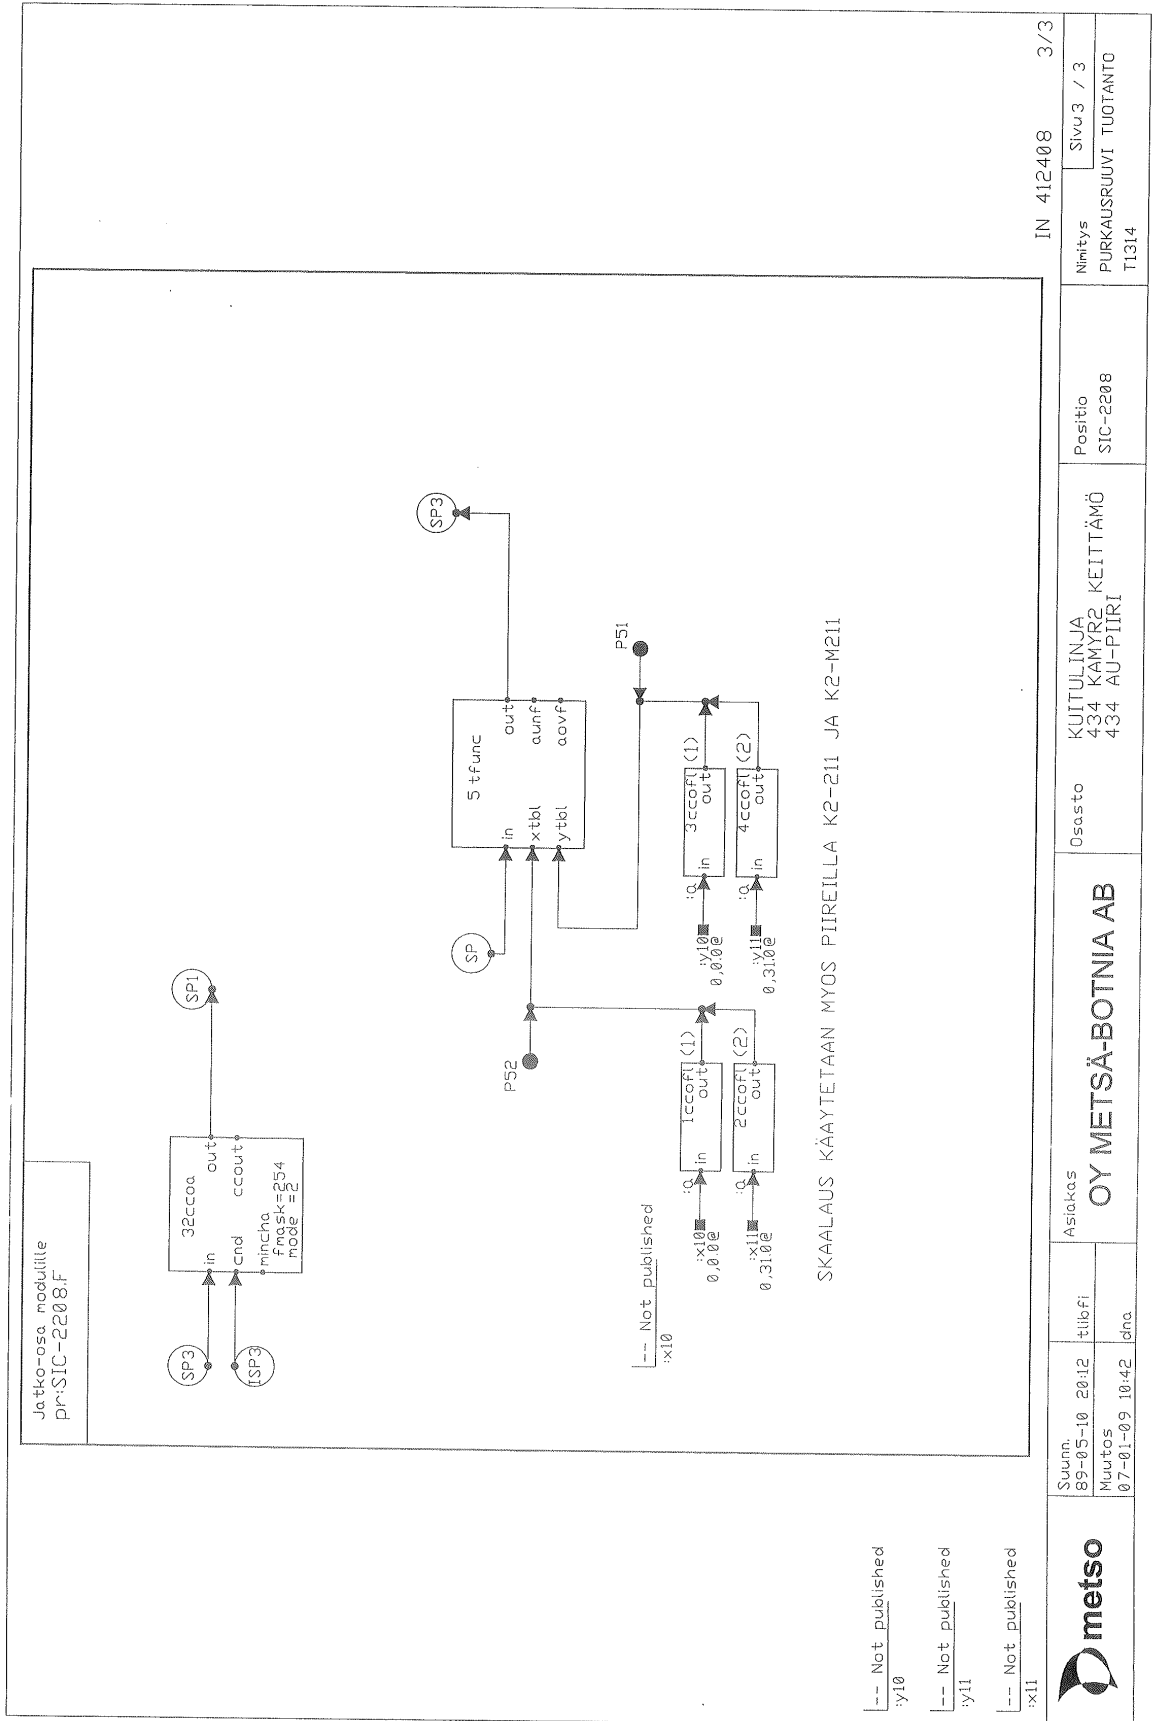 Jatko-osa modulille
pr:SIC-2208.F
SP3
ISP3
32ccoa
in
cnd
out
ccout
mincha
fmask=254
mode =2
SP1
SP
5 tfunc
in
xtbl
ytbl
out
aunf
aovf
SP3
P52
P51
-- Not published
:x10
:x10
0,0.0@
:a
in
1ccofl (1)
out
:x11
0,31.0@
:a
in
2ccofl (2)
out
:y10
0,0.0@
:a
in
3ccofl (1)
out
:y11
0,31.0@
:a
in
4ccofl (2)
out
SKAALAUS KÄAYTETAAN MYOS PIIREILLA K2-211 JA K2-M211
-- Not published
:y10
-- Not published
:y11
-- Not published
:x11
IN 412408 3/3
metso
Suunn.
89-05-10 20:12 tlibfi
Muutos
07-01-09 10:42 dna
Asiakas
OY METSÄ-BOTNIA AB
Osasto
KUITULINJA
434 KAMYR2 KEITTÄMÖ
434 AU-PIIRI
Positio
SIC-2208
Nimitys
Sivu 3 / 3
PURKAUSRUUVI TUOTANTO
T1314